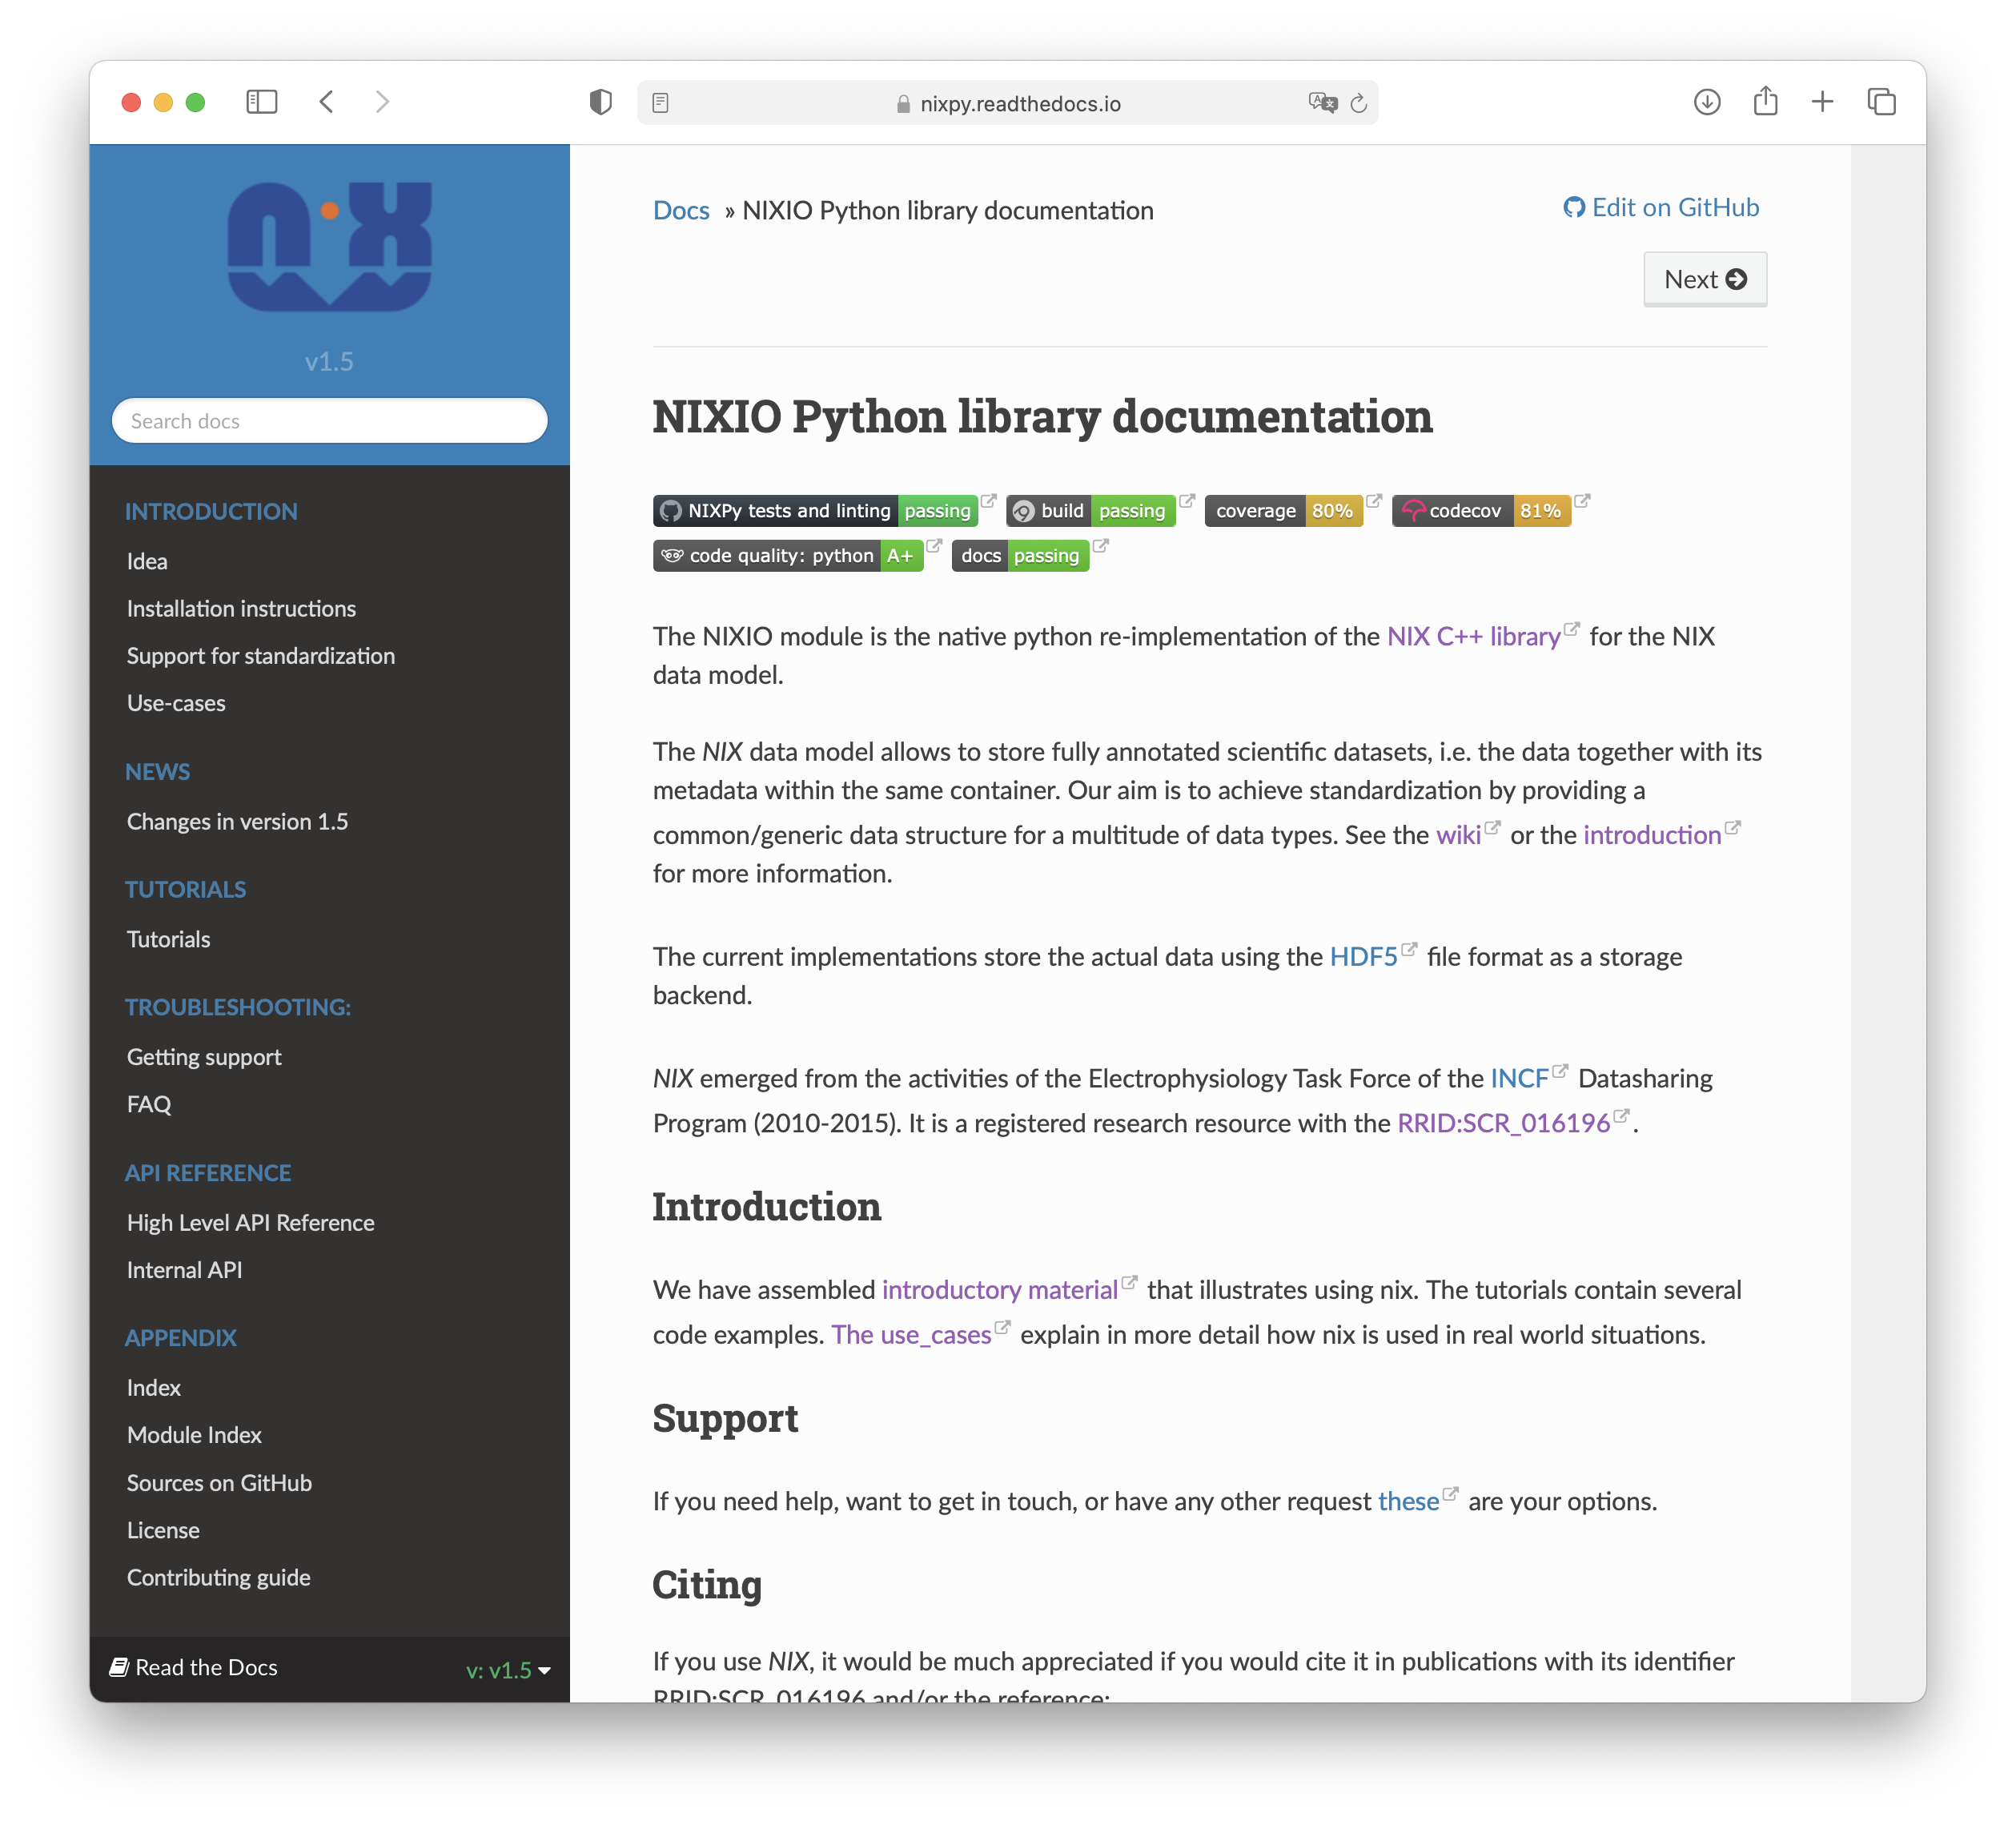 nixpy.readthedocs.io
nix
v1.5
Search docs
INTRODUCTION
Idea
Installation instructions
Support for standardization
Use-cases
NEWS
Changes in version 1.5
TUTORIALS
Tutorials
TROUBLESHOOTING:
Getting support
FAQ
API REFERENCE
High Level API Reference
Internal API
APPENDIX
Index
Module Index
Sources on GitHub
License
Contributing guide
Read the Docs v: v1.5
Docs » NIXIO Python library documentation
Edit on GitHub
Next
NIXIO Python library documentation
NIXPy tests and linting passing build passing coverage 80% codecov 81%
code quality: python A+ docs passing
The NIXIO module is the native python re-implementation of the NIX C++ library for the NIX
data model.
The NIX data model allows to store fully annotated scientific datasets, i.e. the data together with its
metadata within the same container. Our aim is to achieve standardization by providing a
common/generic data structure for a multitude of data types. See the wiki or the introduction
for more information.
The current implementations store the actual data using the HDF5 file format as a storage
backend.
NIX emerged from the activities of the Electrophysiology Task Force of the INCF Datasharing
Program (2010-2015). It is a registered research resource with the RRID:SCR_016196 .
Introduction
We have assembled introductory material that illustrates using nix. The tutorials contain several
code examples. The use_cases explain in more detail how nix is used in real world situations.
Support
If you need help, want to get in touch, or have any other request these are your options.
Citing
If you use NIX, it would be much appreciated if you would cite it in publications with its identifier
RRID:SCR_016196 and/or the reference: